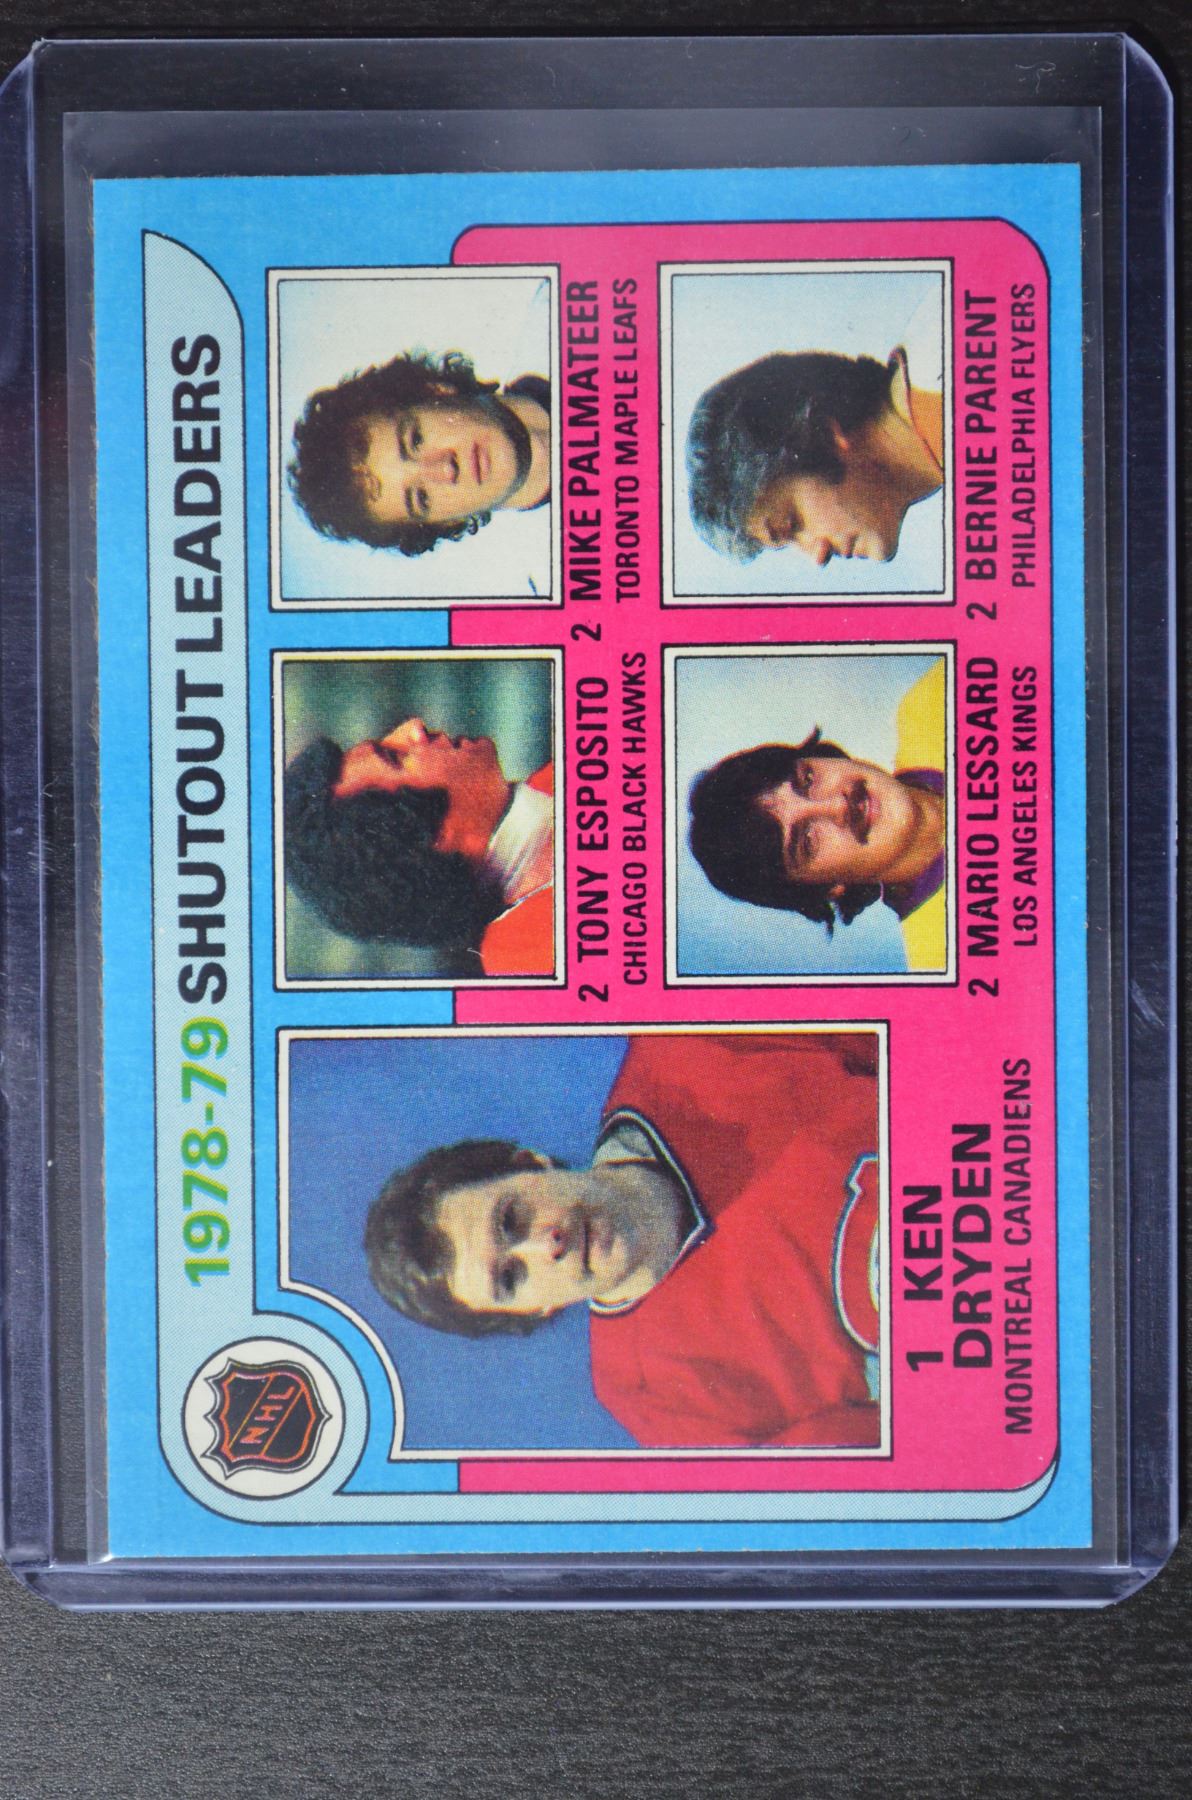 1978-79 SHUTOUT LEADERS
NHL
1 KEN
DRYDEN
MONTREAL CANADIENS
2 TONY ESPOSITO
CHICAGO BLACK HAWKS
2 MIKE PALMATEER
TORONTO MAPLE LEAFS
2 MARIO LESSARD
LOS ANGELES KINGS
2 BERNIE PARENT
PHILADELPHIA FLYERS